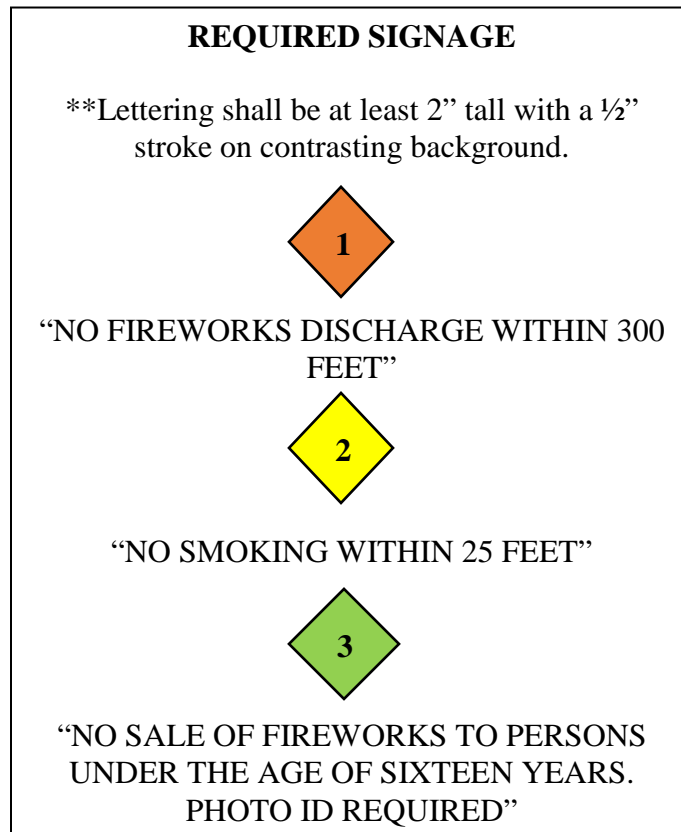 REQUIRED SIGNAGE
**Lettering shall be at least 2” tall with a ½”
stroke on contrasting background.
1
“NO FIREWORKS DISCHARGE WITHIN 300
FEET”
2
“NO SMOKING WITHIN 25 FEET”
3
“NO SALE OF FIREWORKS TO PERSONS
UNDER THE AGE OF SIXTEEN YEARS.
PHOTO ID REQUIRED”